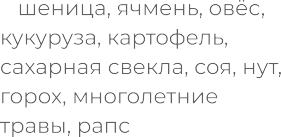 шеница, ячмень, овёс,
кукуруза, картофель,
сахарная свекла, соя, нут,
горох, многолетние
травы, рапс